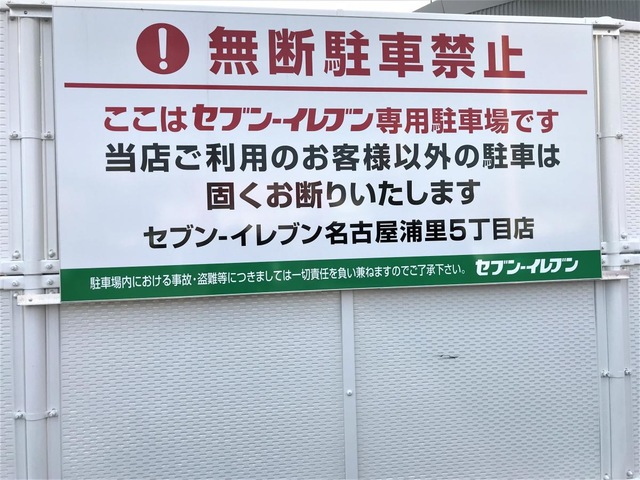 ！無断駐車禁止
ここはセブン-イレブン専用駐車場です
当店ご利用のお客様以外の駐車は
固くお断りいたします
セブン-イレブン名古屋浦里5丁目店
駐車場内における事故・盗難等につきましては一切責任を負い兼ねますのでご了承下さい。 セブン-イレブン